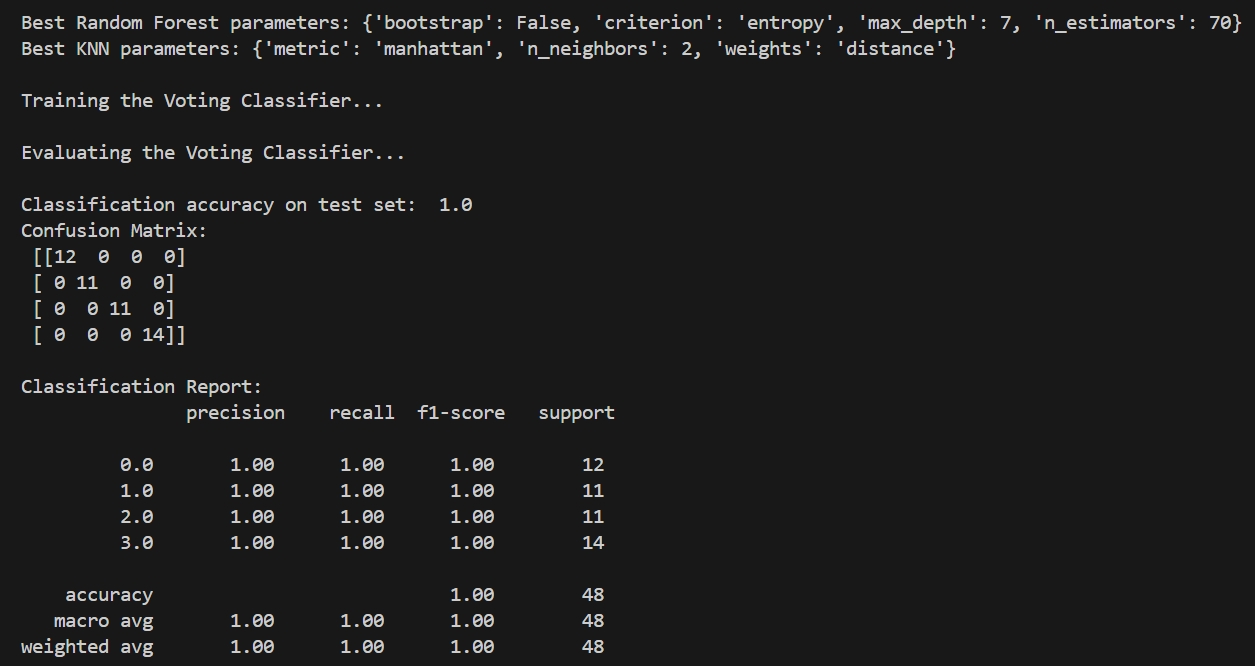 Best Random Forest parameters: {'bootstrap': False, 'criterion': 'entropy', 'max_depth': 7, 'n_estimators': 70}
Best KNN parameters: {'metric': 'manhattan', 'n_neighbors': 2, 'weights': 'distance'}
Training the Voting Classifier...
Evaluating the Voting Classifier...
Classification accuracy on test set:  1.0
Confusion Matrix:
 [[12  0  0  0]
 [ 0 11  0  0]
 [ 0  0 11  0]
 [ 0  0  0 14]]
Classification Report:
               precision    recall  f1-score   support
         0.0       1.00      1.00      1.00        12
         1.0       1.00      1.00      1.00        11
         2.0       1.00      1.00      1.00        11
         3.0       1.00      1.00      1.00        14
    accuracy                           1.00        48
   macro avg       1.00      1.00      1.00        48
weighted avg       1.00      1.00      1.00        48